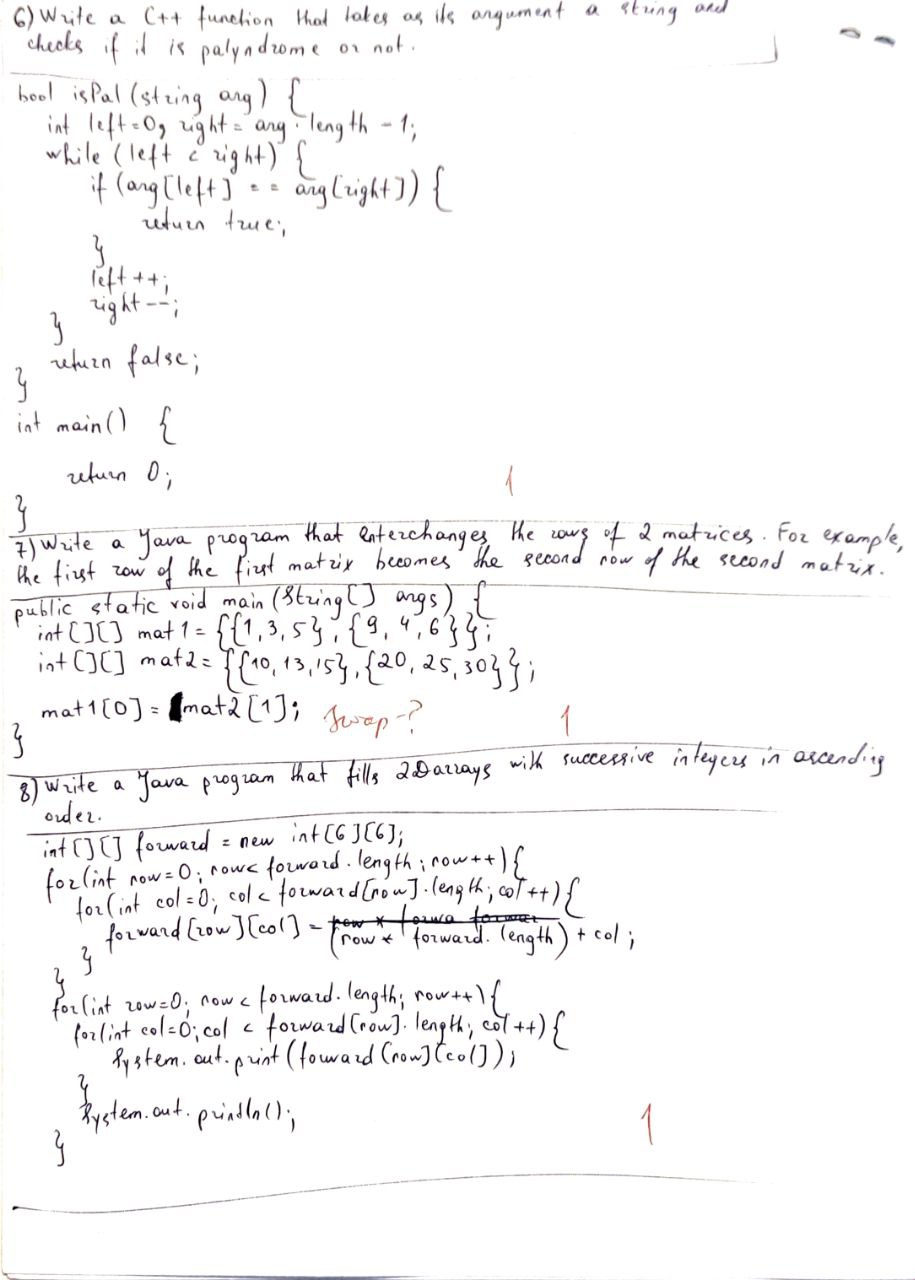 6) Write a C++ function that takes as its argument a string and
checks if it is palyndrome or not.
bool isPal (string arg) {
int left=0, right = arg.length - 1;
while (left < right) {
if (arg[left] == arg[right]) {
return true;
}
left ++;
right --;
}
return false;
}
int main() {
return 0;
}
1
7) Write a Java program that interchanges the rows of 2 matrices. For example,
the first row of the first matrix becomes the second row of the second matrix.
public static void main (String[] args) {
int [][] mat1 = {{1,3,5}, {9, 4, 6}};
int [][] mat2 = {{10, 13, 15}, {20, 25, 30}};
mat1[0] = mat2[1]; Swap-? 1
}
8) Write a Java program that fills 2D arrays with successive integers in ascending
order.
int [][] forward = new int [6][6];
for (int row=0; row< forward.length; row++) {
for (int col=0; col< forward[row].length; col++) {
forward [row][col] = (row * forward.length) + col;
}
}
for (int row=0; row < forward.length; row++) {
for (int col=0; col < forward[row].length; col++) {
System.out.print (forward [row][col]);
}
System.out.println();
}
1